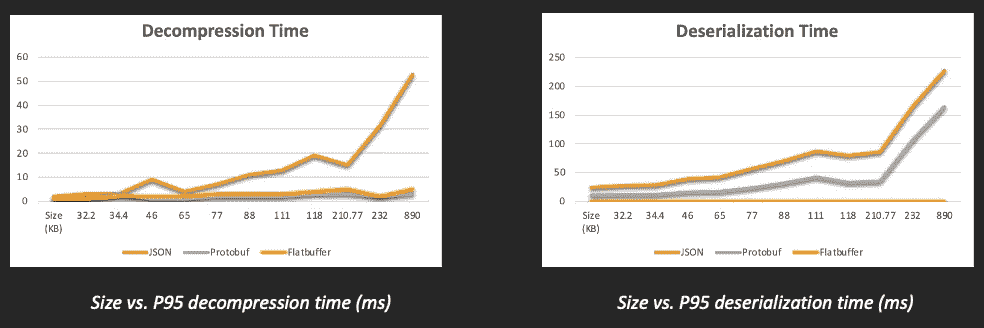 Decompression Time
60
50
40
30
20
10
0
Size (KB) 32.2 34.4 46 65 77 88 111 118 210.77 232 890
JSON Protobuf Flatbuffer
Size vs. P95 decompression time (ms)
Deserialization Time
250
200
150
100
50
0
Size (KB) 32.2 34.4 46 65 77 88 111 118 210.77 232 890
JSON Protobuf Flatbuffer
Size vs. P95 deserialization time (ms)